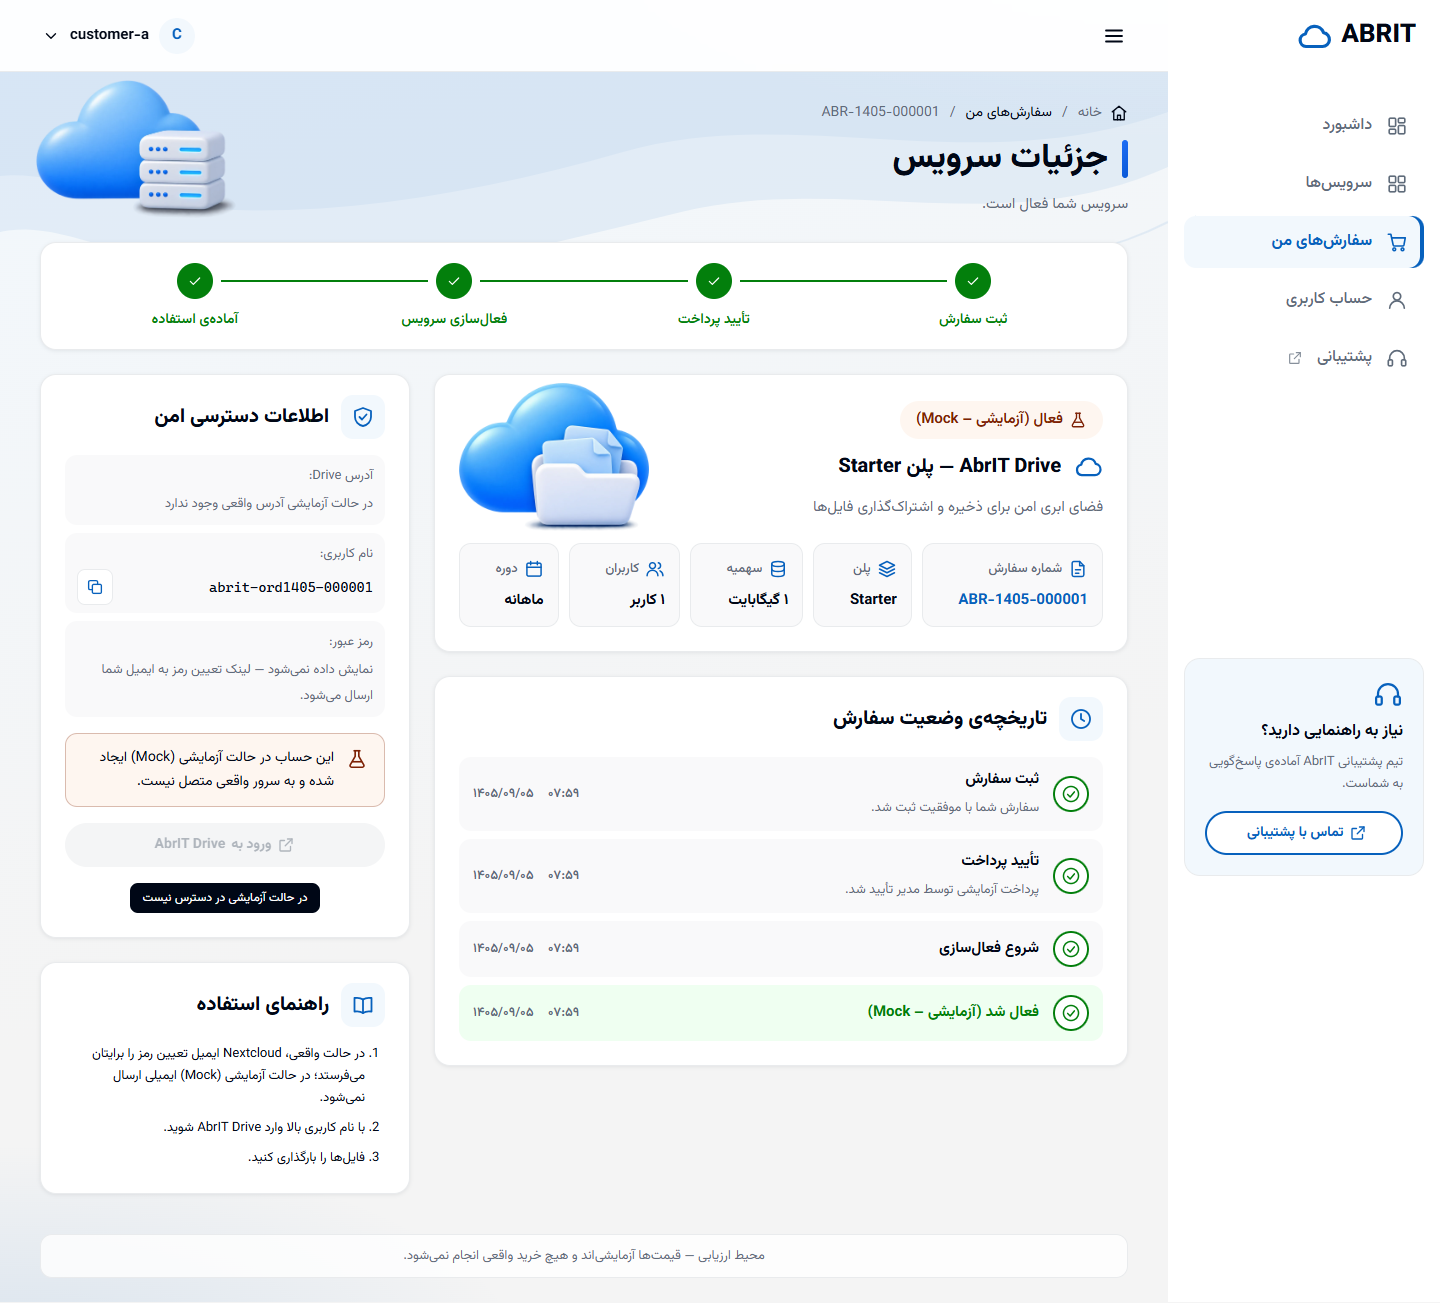 ABRIT
داشبورد
سرویس‌ها
سفارش‌های من
حساب کاربری
پشتیبانی
نیاز به راهنمایی دارید؟
تیم پشتیبانی AbrIT آماده‌ی پاسخ‌گویی
به شماست.
تماس با پشتیبانی
C customer-a
خانه / سفارش‌های من / ABR-1405-000001
جزئیات سرویس
سرویس شما فعال است.
ثبت سفارش
تأیید پرداخت
فعال‌سازی سرویس
آماده‌ی استفاده
فعال (آزمایشی – Mock)
AbrIT Drive — پلن Starter
فضای ابری امن برای ذخیره و اشتراک‌گذاری فایل‌ها
شماره سفارش
ABR-1405-000001
پلن
Starter
سهمیه
۱ گیگابایت
کاربران
۱ کاربر
دوره
ماهانه
تاریخچه‌ی وضعیت سفارش
ثبت سفارش
سفارش شما با موفقیت ثبت شد.
۱۴۰۵/۰۹/۰۵ ۰۷:۵۹
تأیید پرداخت
پرداخت آزمایشی توسط مدیر تأیید شد.
۱۴۰۵/۰۹/۰۵ ۰۷:۵۹
شروع فعال‌سازی
۱۴۰۵/۰۹/۰۵ ۰۷:۵۹
فعال شد (آزمایشی – Mock)
۱۴۰۵/۰۹/۰۵ ۰۷:۵۹
اطلاعات دسترسی امن
آدرس Drive:
در حالت آزمایشی آدرس واقعی وجود ندارد
نام کاربری:
abrit-ord1405-000001
رمز عبور:
نمایش داده نمی‌شود — لینک تعیین رمز به ایمیل شما
ارسال می‌شود.
این حساب در حالت آزمایشی (Mock) ایجاد
شده و به سرور واقعی متصل نیست.
ورود به AbrIT Drive
در حالت آزمایشی در دسترس نیست
راهنمای استفاده
1. در حالت واقعی، Nextcloud ایمیل تعیین رمز را برایتان
می‌فرستد؛ در حالت آزمایشی (Mock) ایمیلی ارسال
نمی‌شود.
2. با نام کاربری بالا وارد AbrIT Drive شوید.
3. فایل‌ها را بارگذاری کنید.
محیط ارزیابی — قیمت‌ها آزمایشی‌اند و هیچ خرید واقعی انجام نمی‌شود.